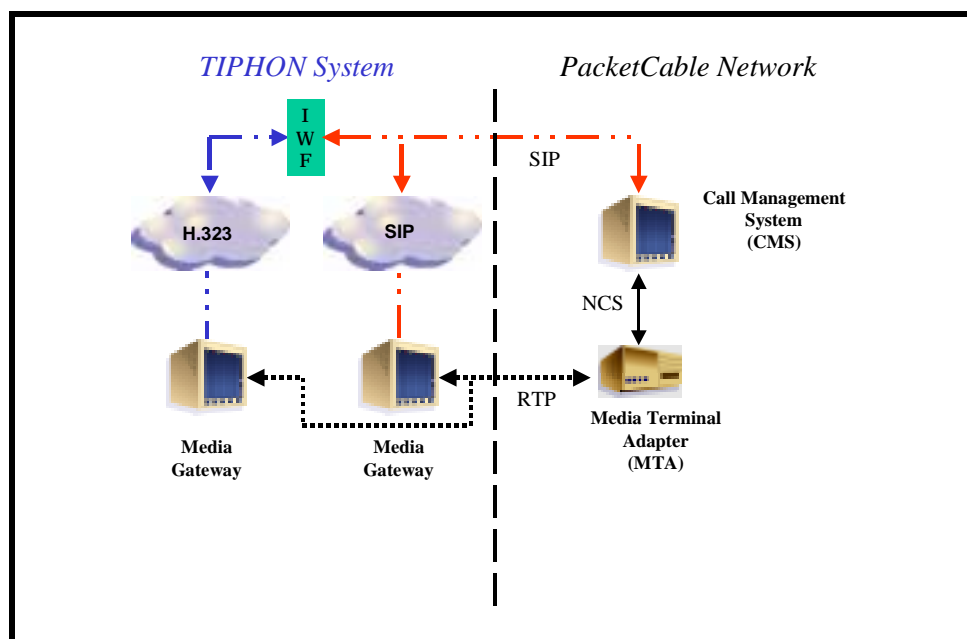 TIPHON System
PacketCable Network
I
W
F
SIP
H.323
SIP
Call Management
System
(CMS)
NCS
RTP
Media
Gateway
Media
Gateway
Media Terminal
Adapter
(MTA)